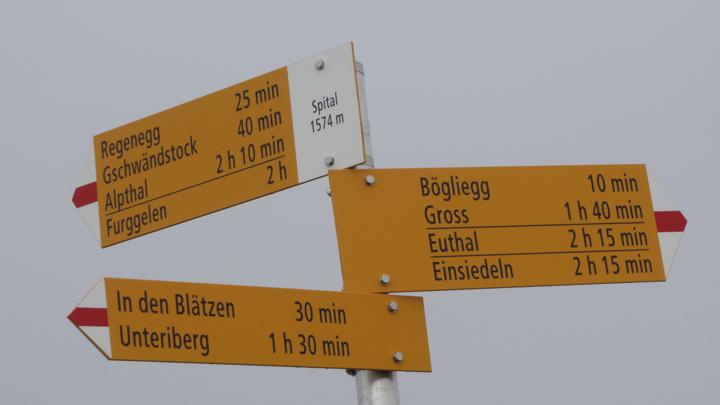 Regenegg 25 min
Gschwändstock 40 min
Alpthal 2 h 10 min
Furggelen 2 h
Spital
1574 m
Bögliegg 10 min
Gross 1 h 40 min
Euthal 2 h 15 min
Einsiedeln 2 h 15 min
In den Blätzen 30 min
Unteriberg 1 h 30 min